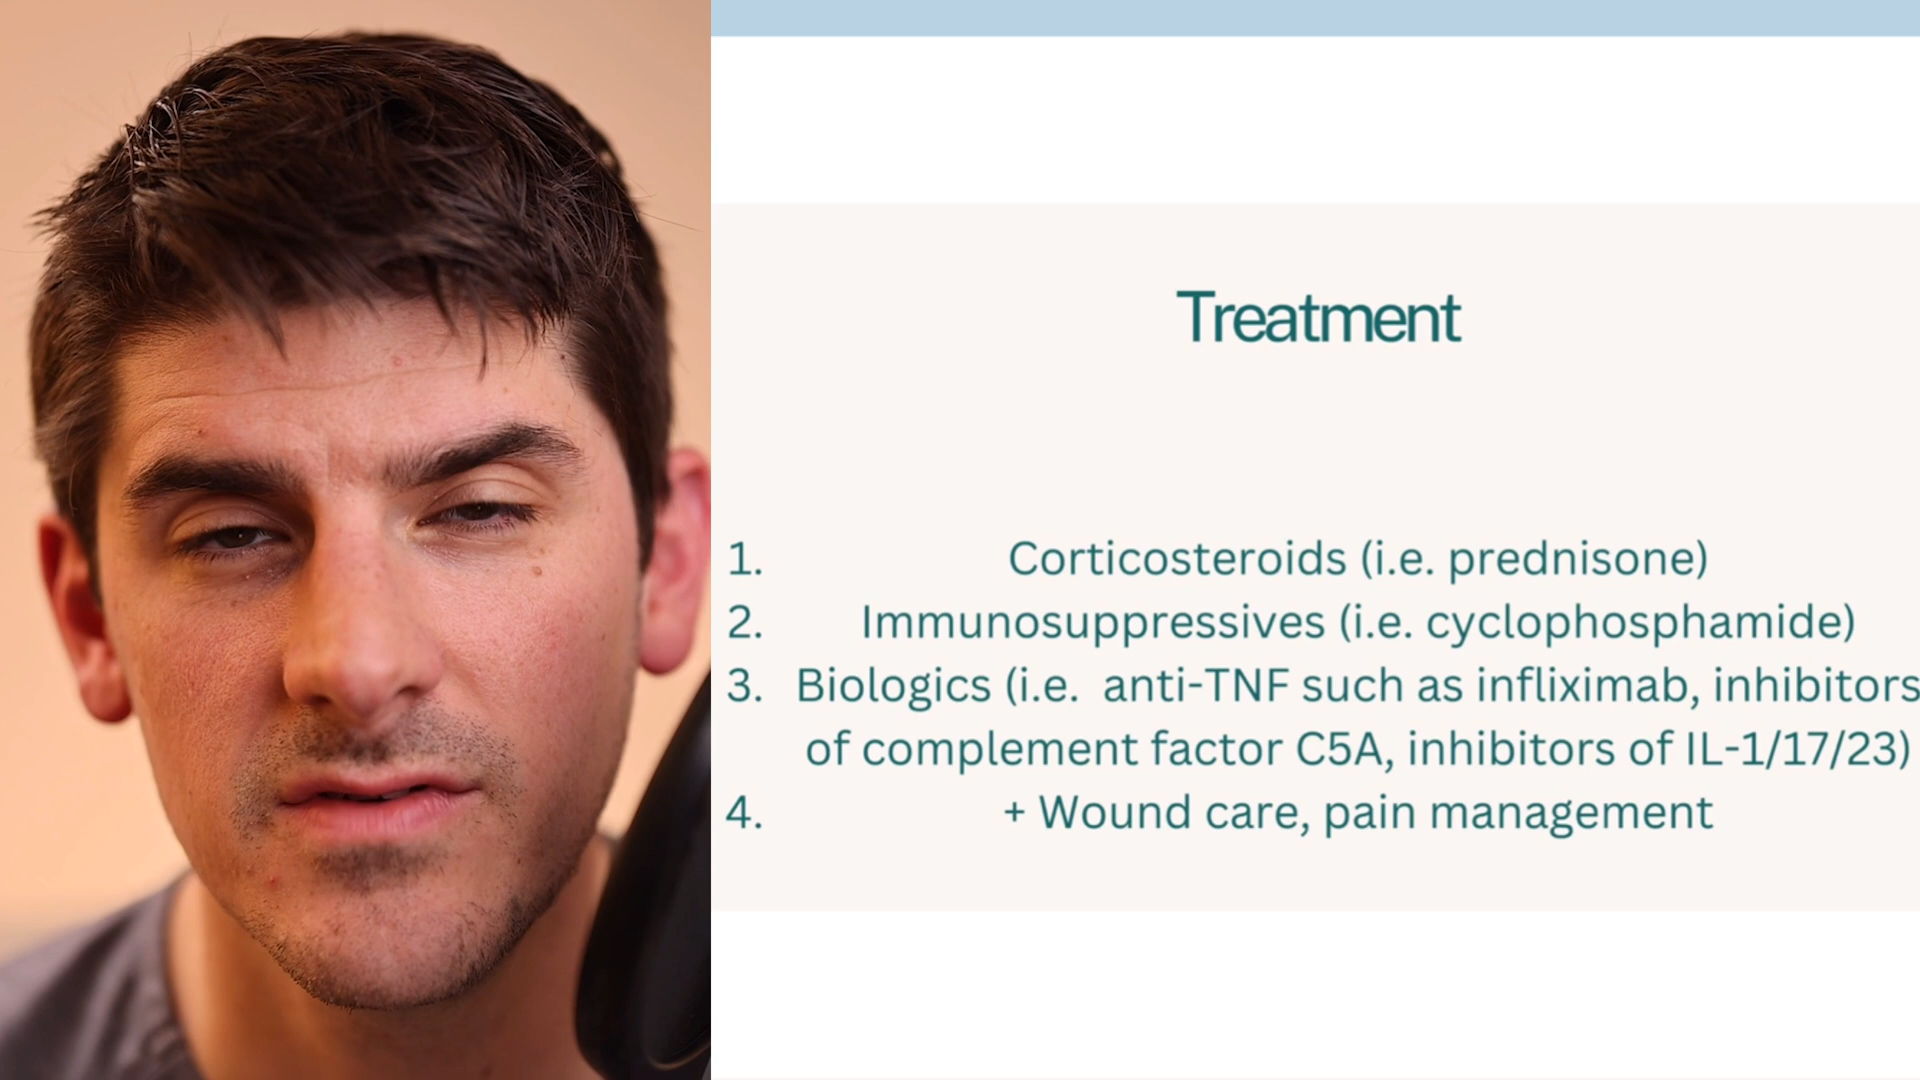 Treatment
1. Corticosteroids (i.e. prednisone)
2. Immunosuppressives (i.e. cyclophosphamide)
3. Biologics (i.e. anti-TNF such as infliximab, inhibitors
of complement factor C5A, inhibitors of IL-1/17/23)
4. + Wound care, pain management